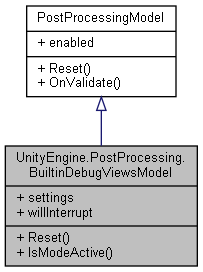 PostProcessingModel
+ enabled
+ Reset()
+ OnValidate()
UnityEngine.PostProcessing.
BuiltinDebugViewsModel
+ settings
+ willInterrupt
+ Reset()
+ IsModeActive()